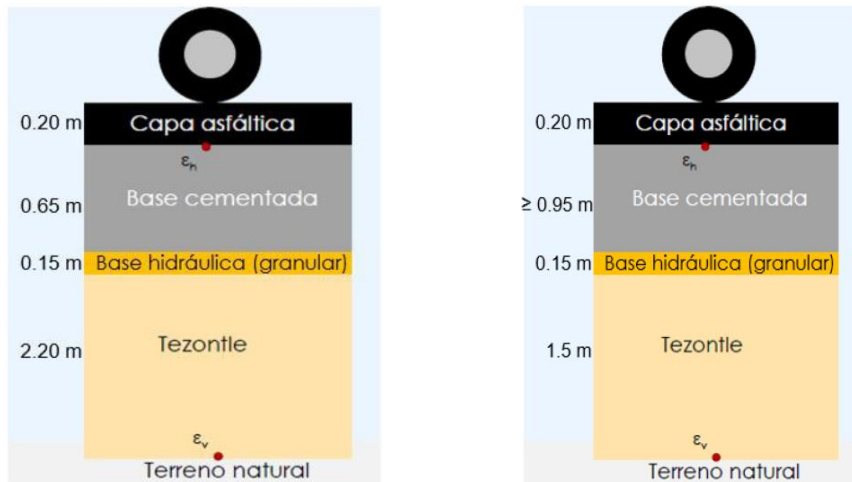 0.20 m
Capa asfáltica
εh
0.65 m
Base cementada
0.15 m
Base hidráulica (granular)
2.20 m
Tezontle
εv
Terreno natural
0.20 m
Capa asfáltica
εh
≥ 0.95 m
Base cementada
0.15 m
Base hidráulica (granular)
1.5 m
Tezontle
εv
Terreno natural